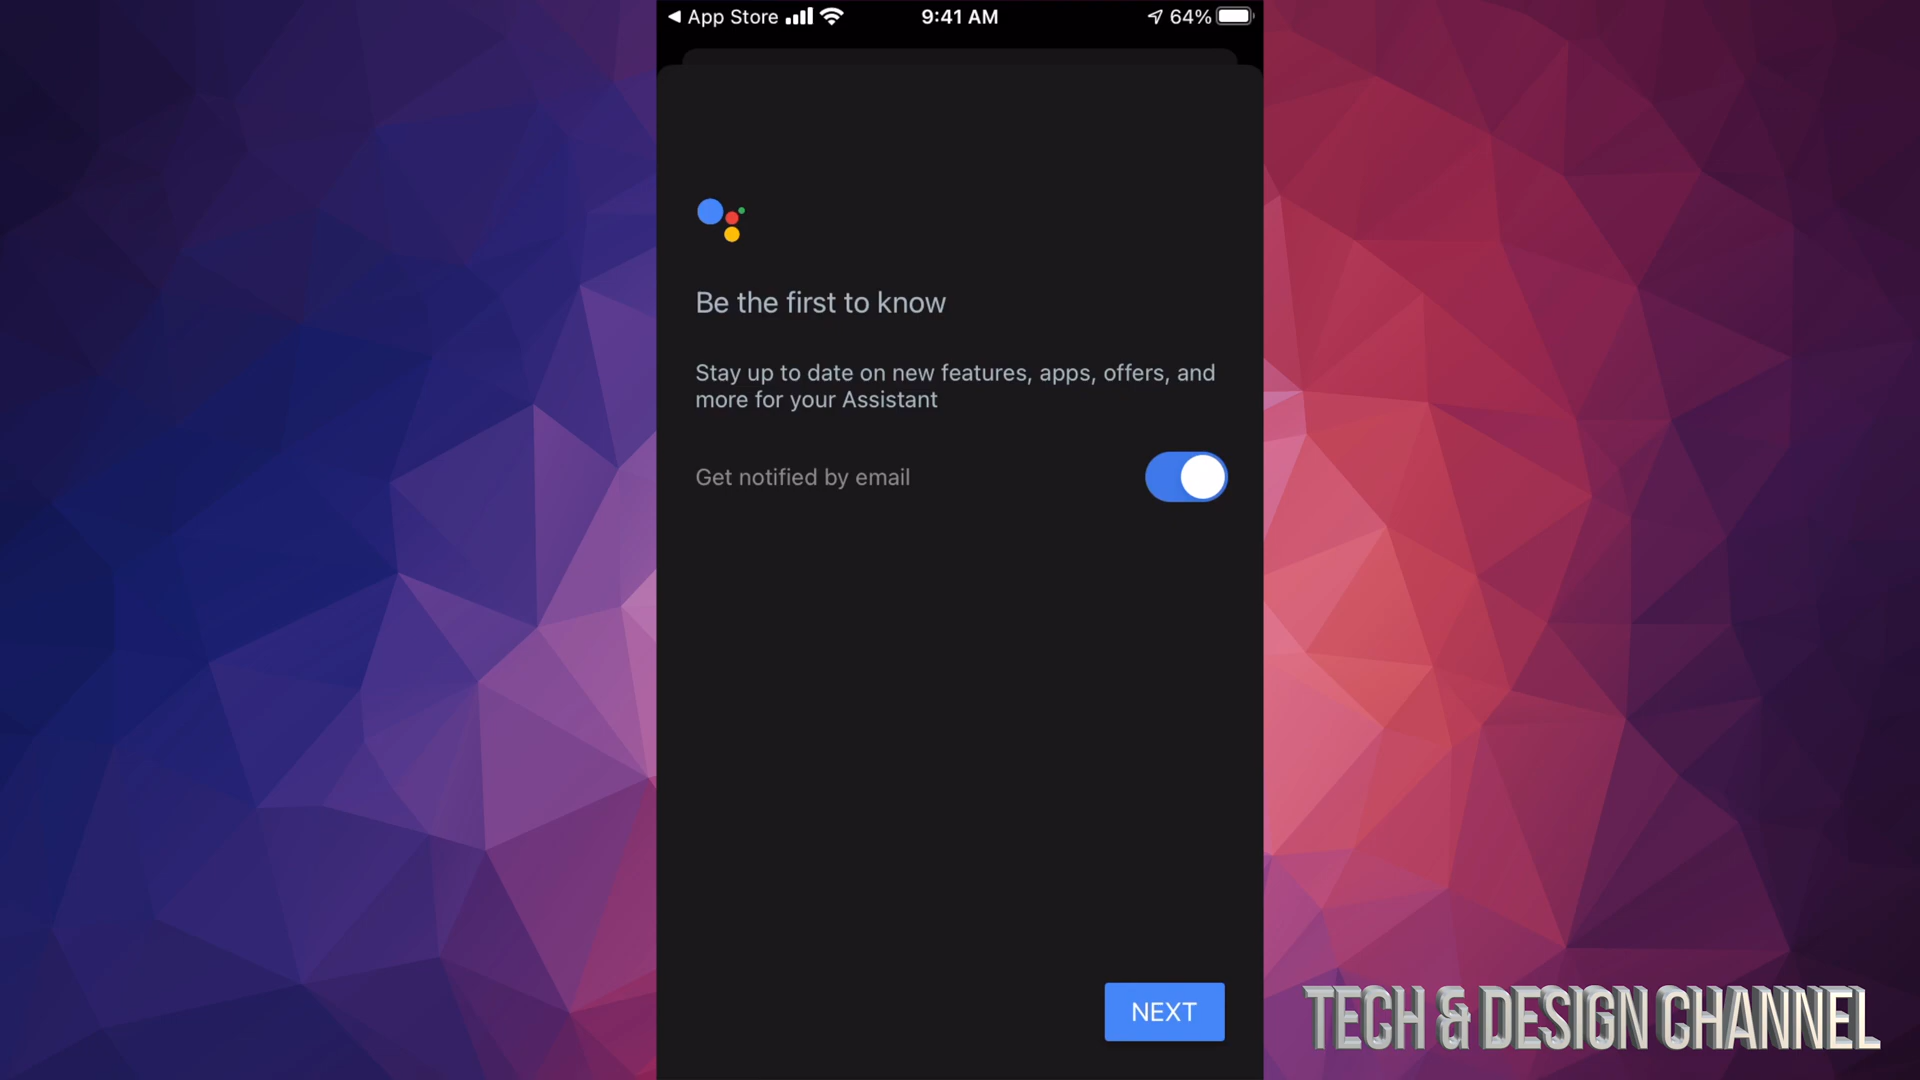 App Store
9:41 AM
64%
Be the first to know
Stay up to date on new features, apps, offers, and
more for your Assistant
Get notified by email
NEXT
TECH & DESIGN CHANNEL